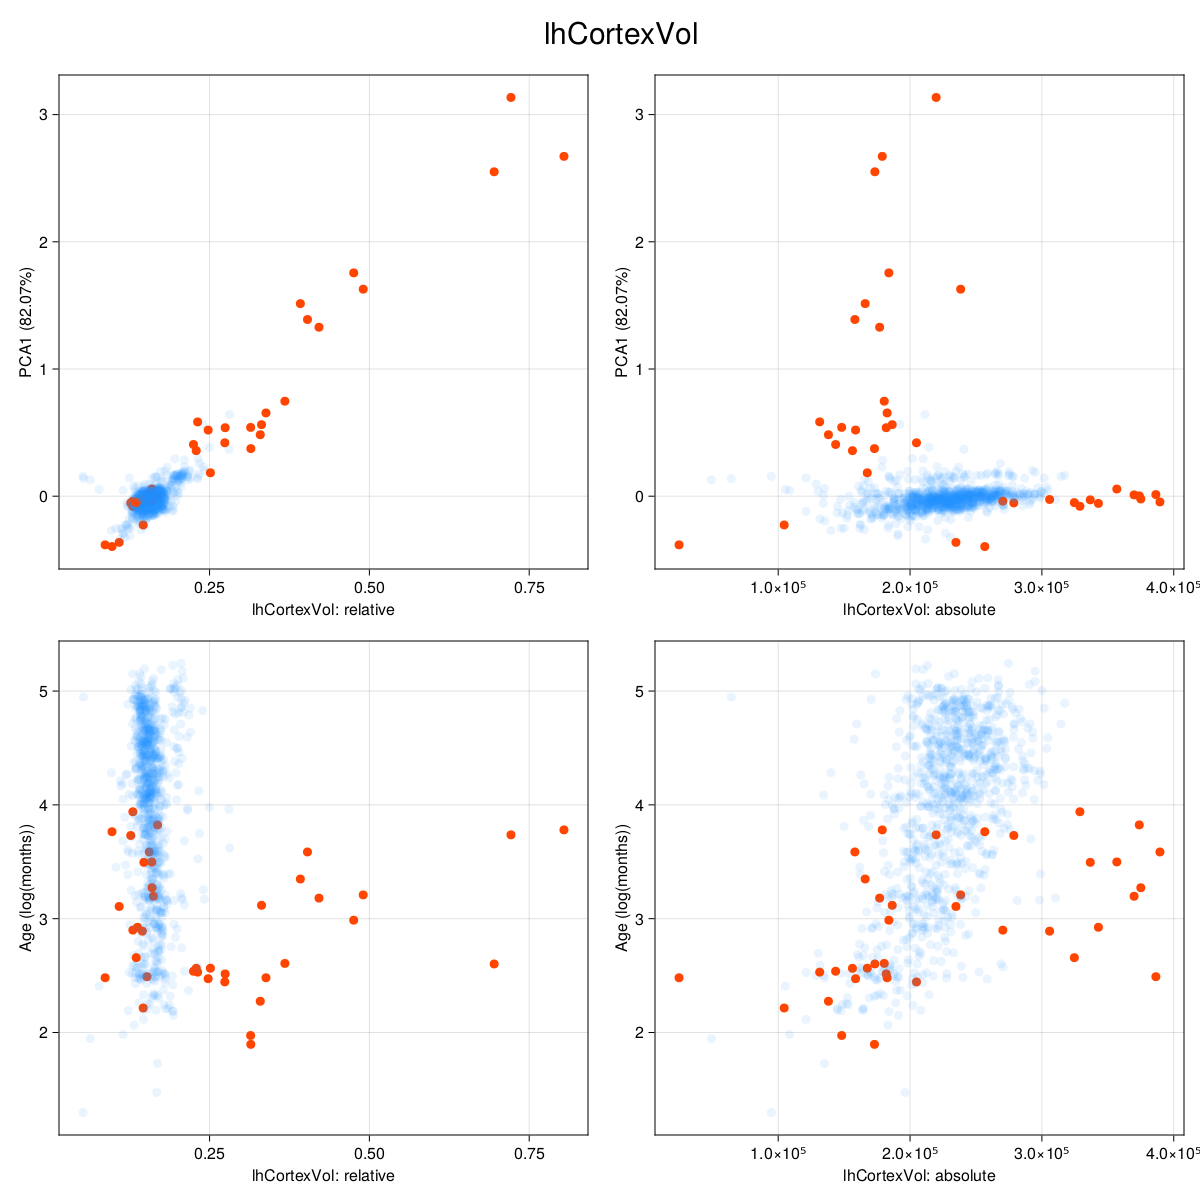 lhCortexVol
PCA1 (82.07%)
3
2
1
0
0.25 0.50 0.75
lhCortexVol: relative
PCA1 (82.07%)
3
2
1
0
1.0×10⁵ 2.0×10⁵ 3.0×10⁵ 4.0×10⁵
lhCortexVol: absolute
Age (log(months))
5
4
3
2
0.25 0.50 0.75
lhCortexVol: relative
Age (log(months))
5
4
3
2
1.0×10⁵ 2.0×10⁵ 3.0×10⁵ 4.0×10⁵
lhCortexVol: absolute